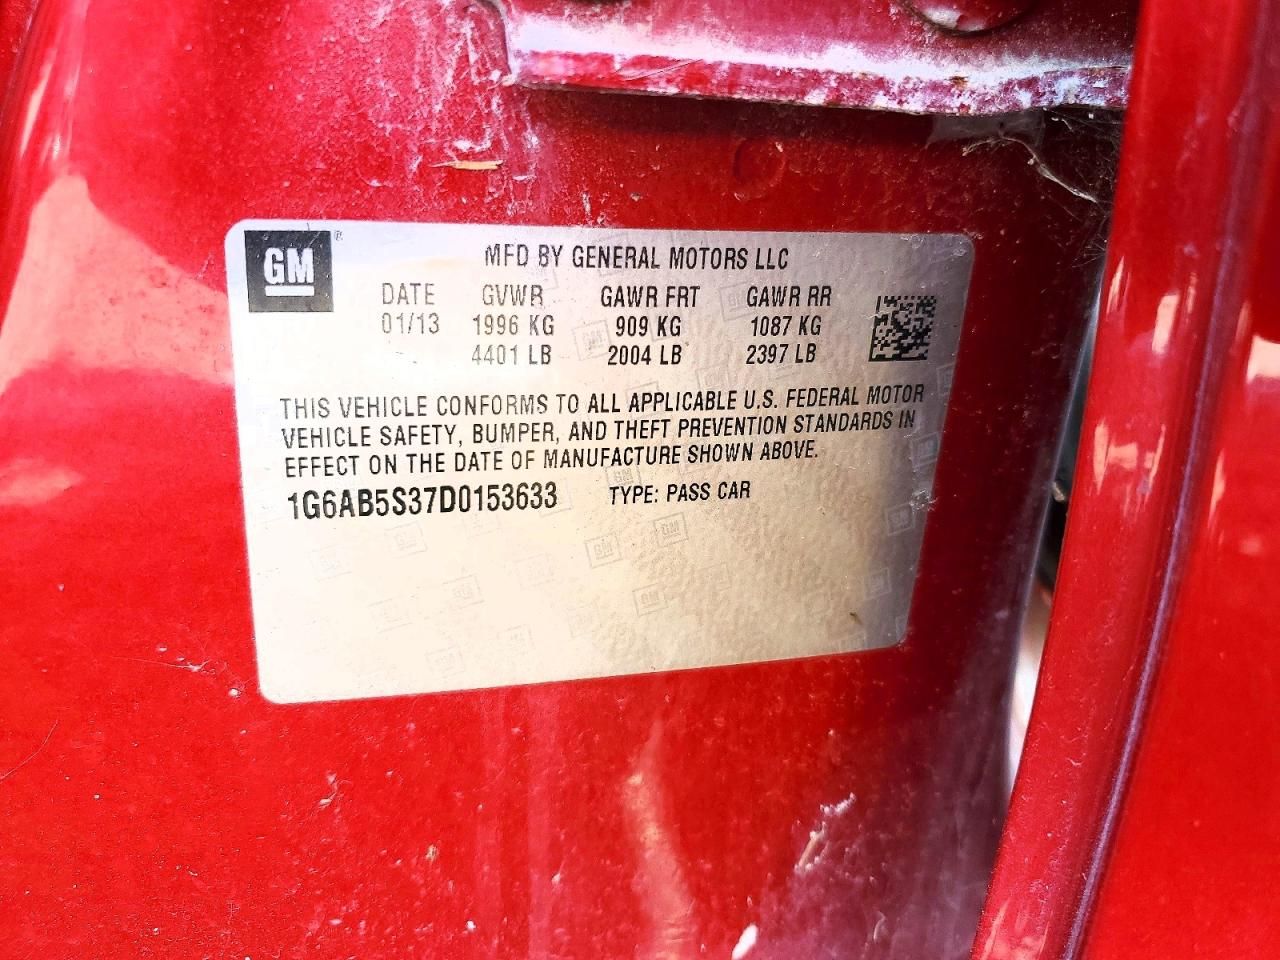 GM®
MFD BY GENERAL MOTORS LLC
DATE GVWR GAWR FRT GAWR RR
01/13 1996 KG 909 KG 1087 KG
4401 LB 2004 LB 2397 LB
THIS VEHICLE CONFORMS TO ALL APPLICABLE U.S. FEDERAL MOTOR
VEHICLE SAFETY, BUMPER, AND THEFT PREVENTION STANDARDS IN
EFFECT ON THE DATE OF MANUFACTURE SHOWN ABOVE.
1G6AB5S37D0153633 TYPE: PASS CAR